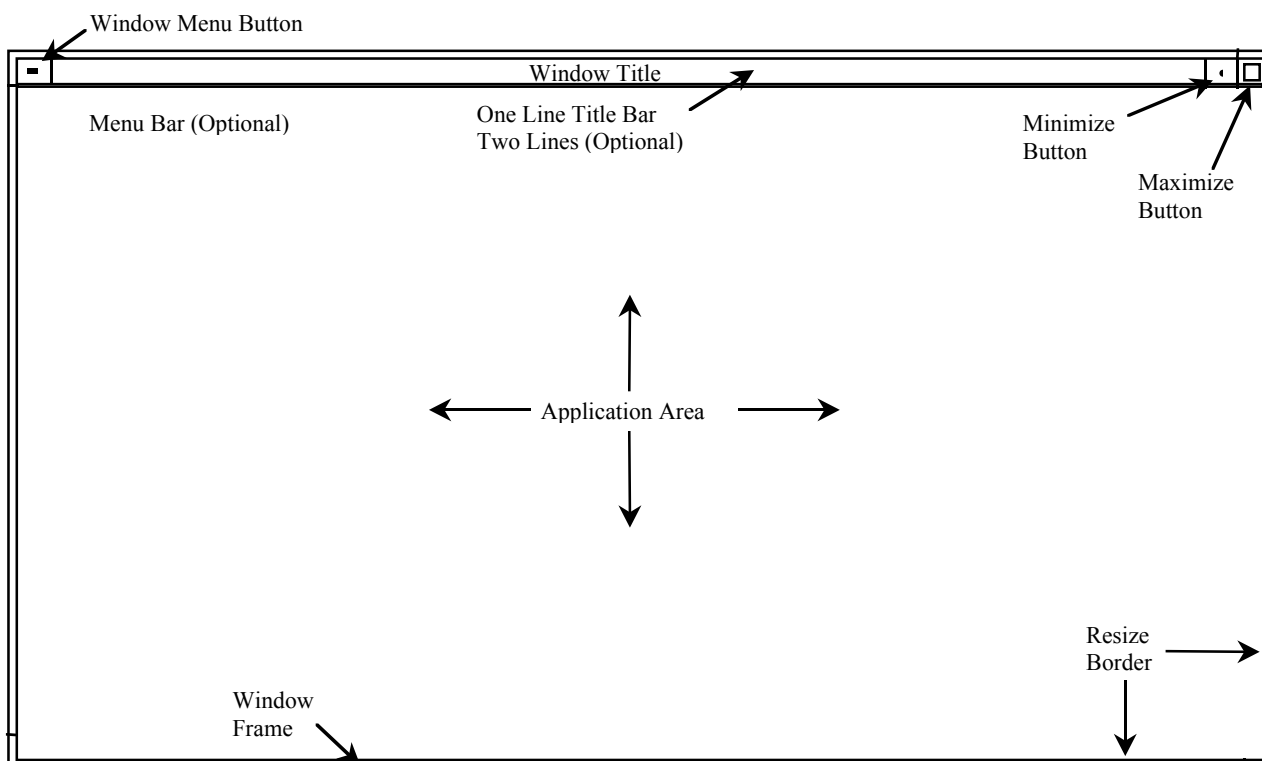 Window Menu Button
Window Title
One Line Title Bar
Two Lines (Optional)
Menu Bar (Optional)
Minimize
Button
Maximize
Button
Application Area
Resize
Border
Window
Frame